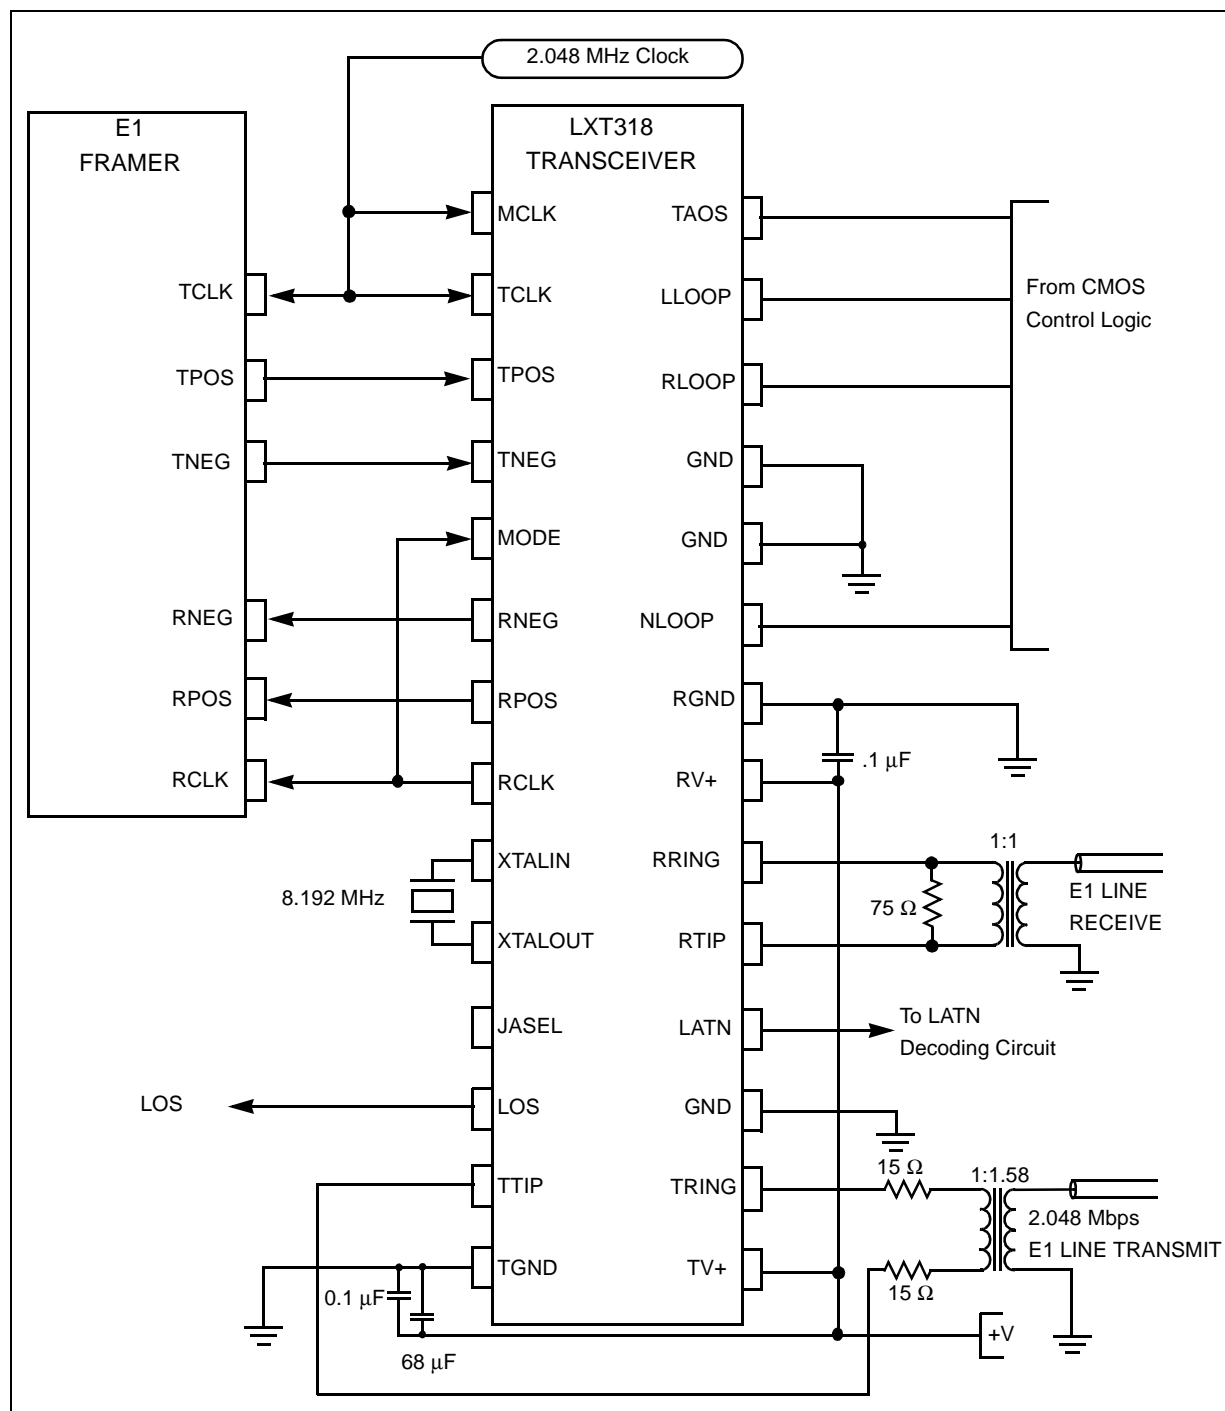 2.048 MHz Clock
E1
FRAMER
TCLK
TPOS
TNEG
RNEG
RPOS
RCLK
LXT318
TRANSCEIVER
MCLK
TCLK
TPOS
TNEG
MODE
RNEG
RPOS
RCLK
XTALIN
XTALOUT
JASEL
LOS
TTIP
TGND
TAOS
LLOOP
RLOOP
GND
GND
NLOOP
RGND
RV+
RRING
RTIP
LATN
GND
TRING
TV+
From CMOS
Control Logic
.1 μF
1:1
75 Ω
E1 LINE
RECEIVE
8.192 MHz
To LATN
Decoding Circuit
LOS
15 Ω
1:1.58
2.048 Mbps
E1 LINE TRANSMIT
15 Ω
0.1 μF
68 μF
+V